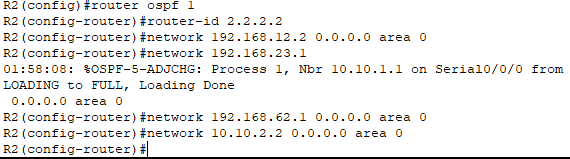 R2(config)#router ospf 1
R2(config-router)#router-id 2.2.2.2
R2(config-router)#network 192.168.12.2 0.0.0.0 area 0
R2(config-router)#network 192.168.23.1
01:58:08: %OSPF-5-ADJCHG: Process 1, Nbr 10.10.1.1 on Serial0/0/0 from
LOADING to FULL, Loading Done
 0.0.0.0 area 0
R2(config-router)#network 192.168.62.1 0.0.0.0 area 0
R2(config-router)#network 10.10.2.2 0.0.0.0 area 0
R2(config-router)#